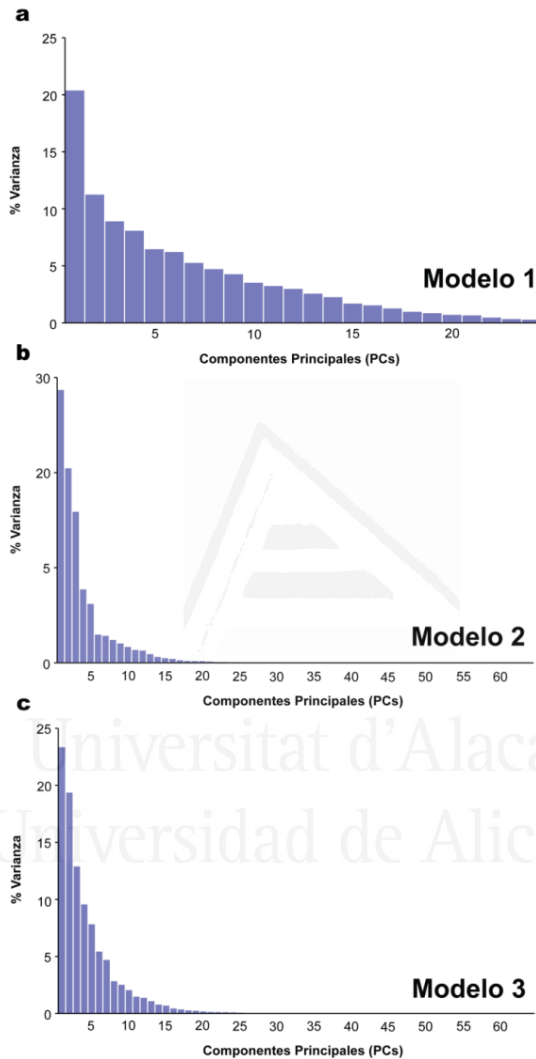 a
25
20
15
10
5
0
% Varianza
5 10 15 20
Modelo 1
Componentes Principales (PCs)
b
30
20
5
0
% Varianza
5 10 15 20 25 30 35 40 45 50 55 60
Modelo 2
Componentes Principales (PCs)
c
25
20
15
10
5
0
% Varianza
5 10 15 20 25 30 35 40 45 50 55 60
Modelo 3
Componentes Principales (PCs)
Universitat d'Alaca
Universidad de Alic